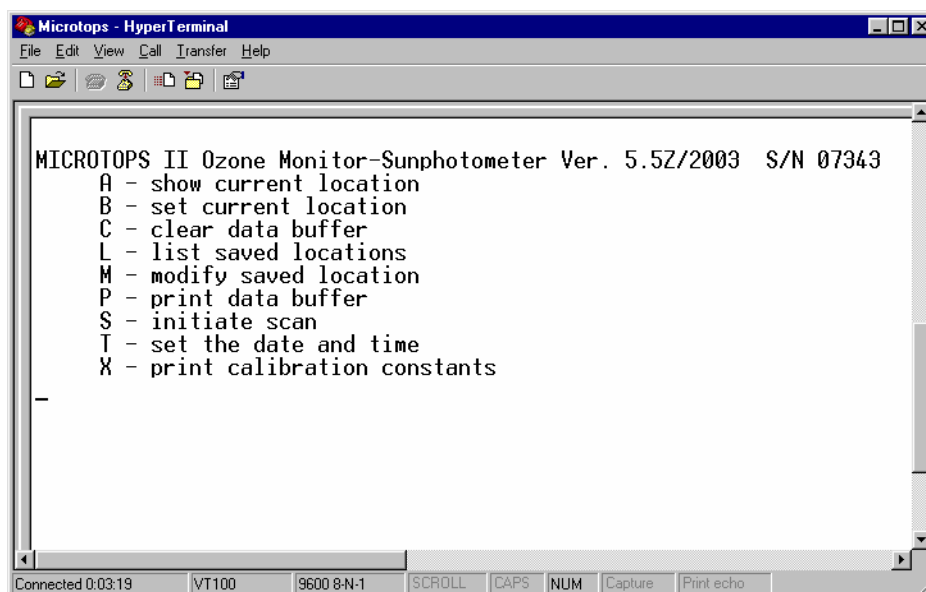 Microtops - HyperTerminal
File Edit View Call Transfer Help
MICROTOPS II Ozone Monitor-Sunphotometer Ver. 5.5Z/2003 S/N 07343
A - show current location
B - set current location
C - clear data buffer
L - list saved locations
M - modify saved location
P - print data buffer
S - initiate scan
T - set the date and time
X - print calibration constants
Connected 0:03:19 VT100 9600 8-N-1 SCROLL CAPS NUM Capture Print echo